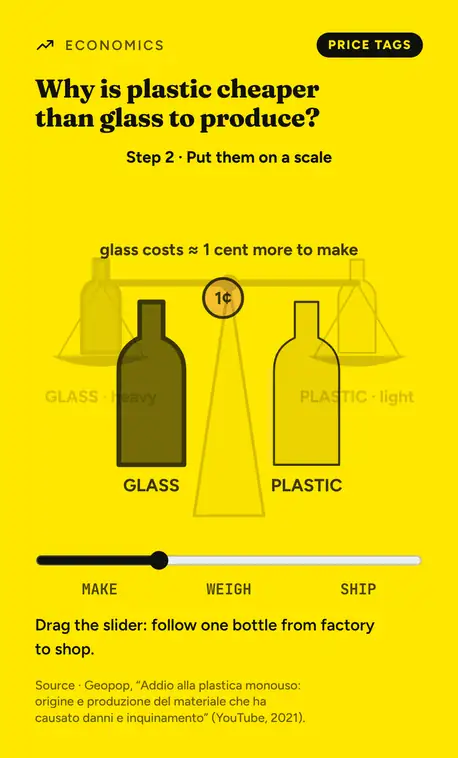 ECONOMICS
PRICE TAGS
Why is plastic cheaper
than glass to produce?
Step 2 · Put them on a scale
glass costs ≈ 1 cent more to make
1¢
GLASS · heavy
PLASTIC · light
GLASS
PLASTIC
MAKE
WEIGH
SHIP
Drag the slider: follow one bottle from factory
to shop.
Source · Geopop, “Addio alla plastica monouso:
origine e produzione del materiale che ha
causato danni e inquinamento” (YouTube, 2021).